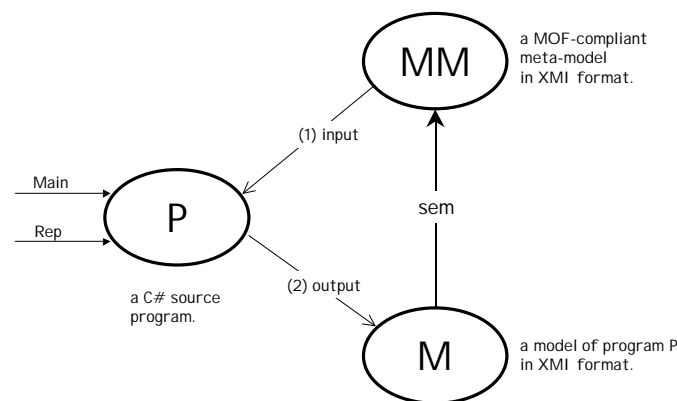 a MOF-compliant
meta-model
in XMI format.
MM
(1) input
Main
P
sem
Rep
(2) output
a C# source
program.
M
a model of program P
in XMI format.